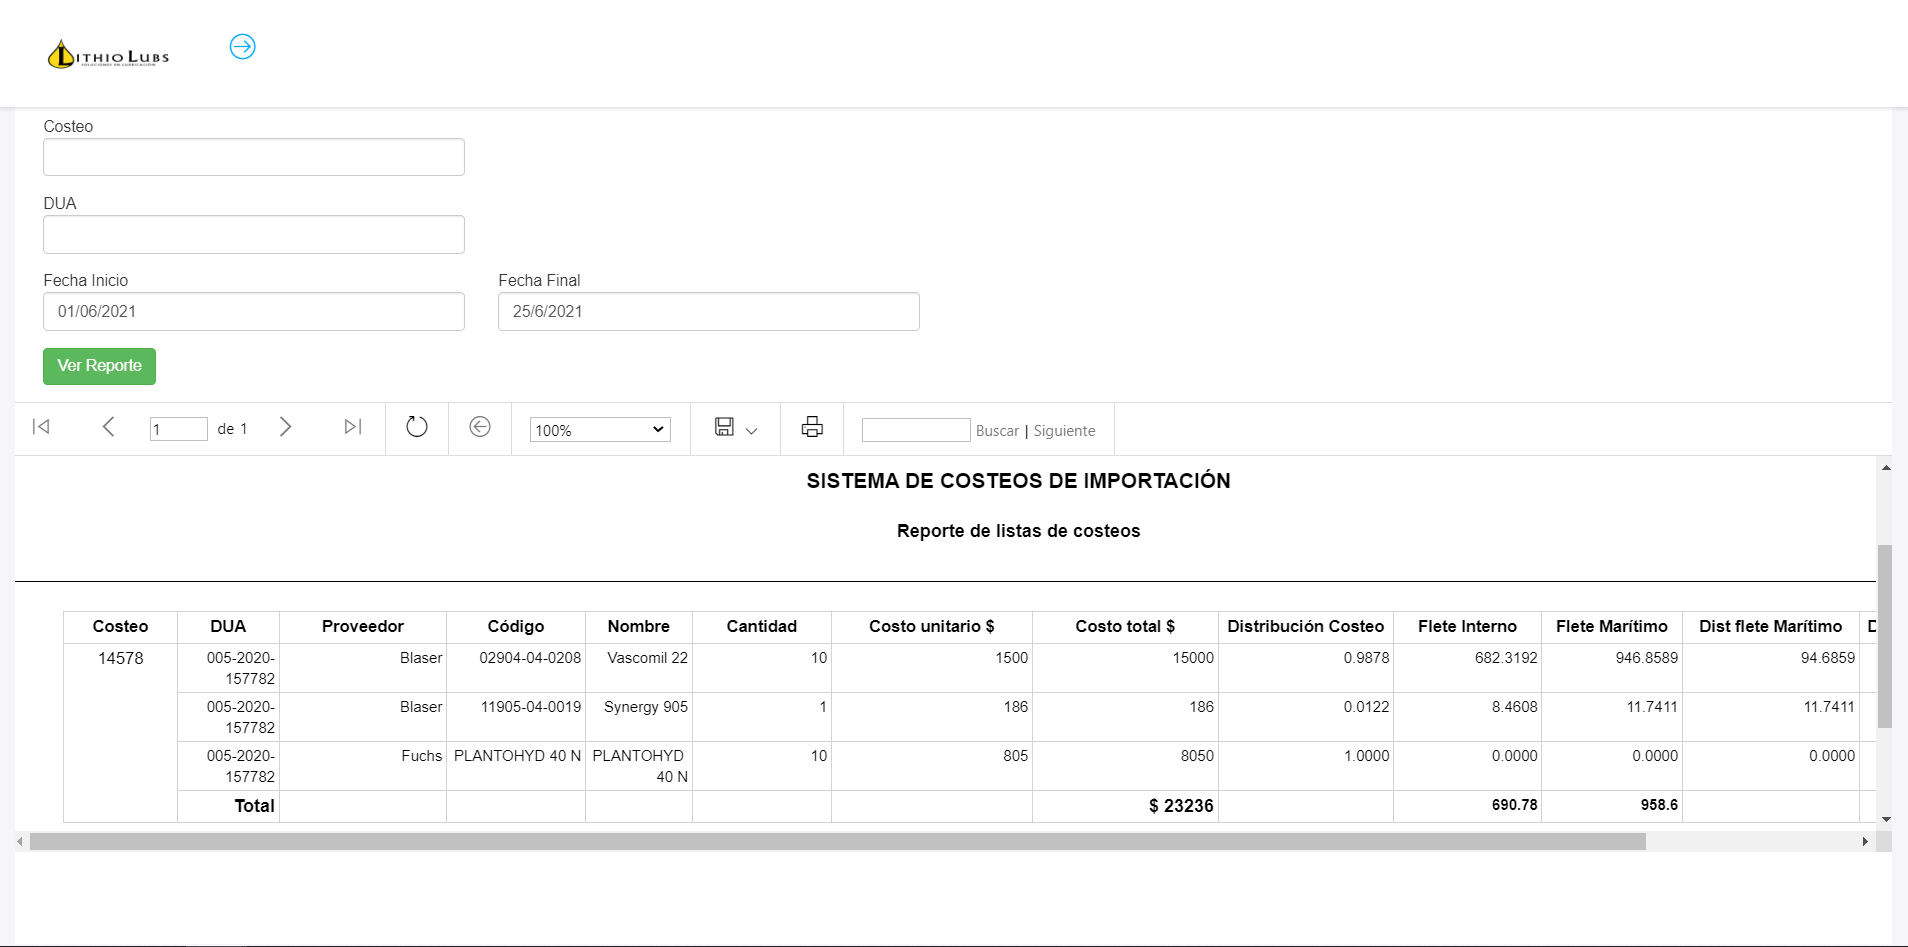 LITHIO LUBS
SOLUCIONES EN LUBRICACIÓN
Costeo
DUA
Fecha Inicio Fecha Final
01/06/2021 25/6/2021
Ver Reporte
1 de 1 100% Buscar | Siguiente
SISTEMA DE COSTEOS DE IMPORTACIÓN
Reporte de listas de costeos
Costeo DUA Proveedor Código Nombre Cantidad Costo unitario $ Costo total $ Distribución Costeo Flete Interno Flete Marítimo Dist flete Marítimo
14578 005-2020- Blaser 02904-04-0208 Vascomil 22 10 1500 15000 0.9878 682.3192 946.8589 94.6859
157782
005-2020- Blaser 11905-04-0019 Synergy 905 1 186 186 0.0122 8.4608 11.7411 11.7411
157782
005-2020- Fuchs PLANTOHYD 40 N PLANTOHYD 10 805 8050 1.0000 0.0000 0.0000 0.0000
157782 40 N
Total $ 23236 690.78 958.6